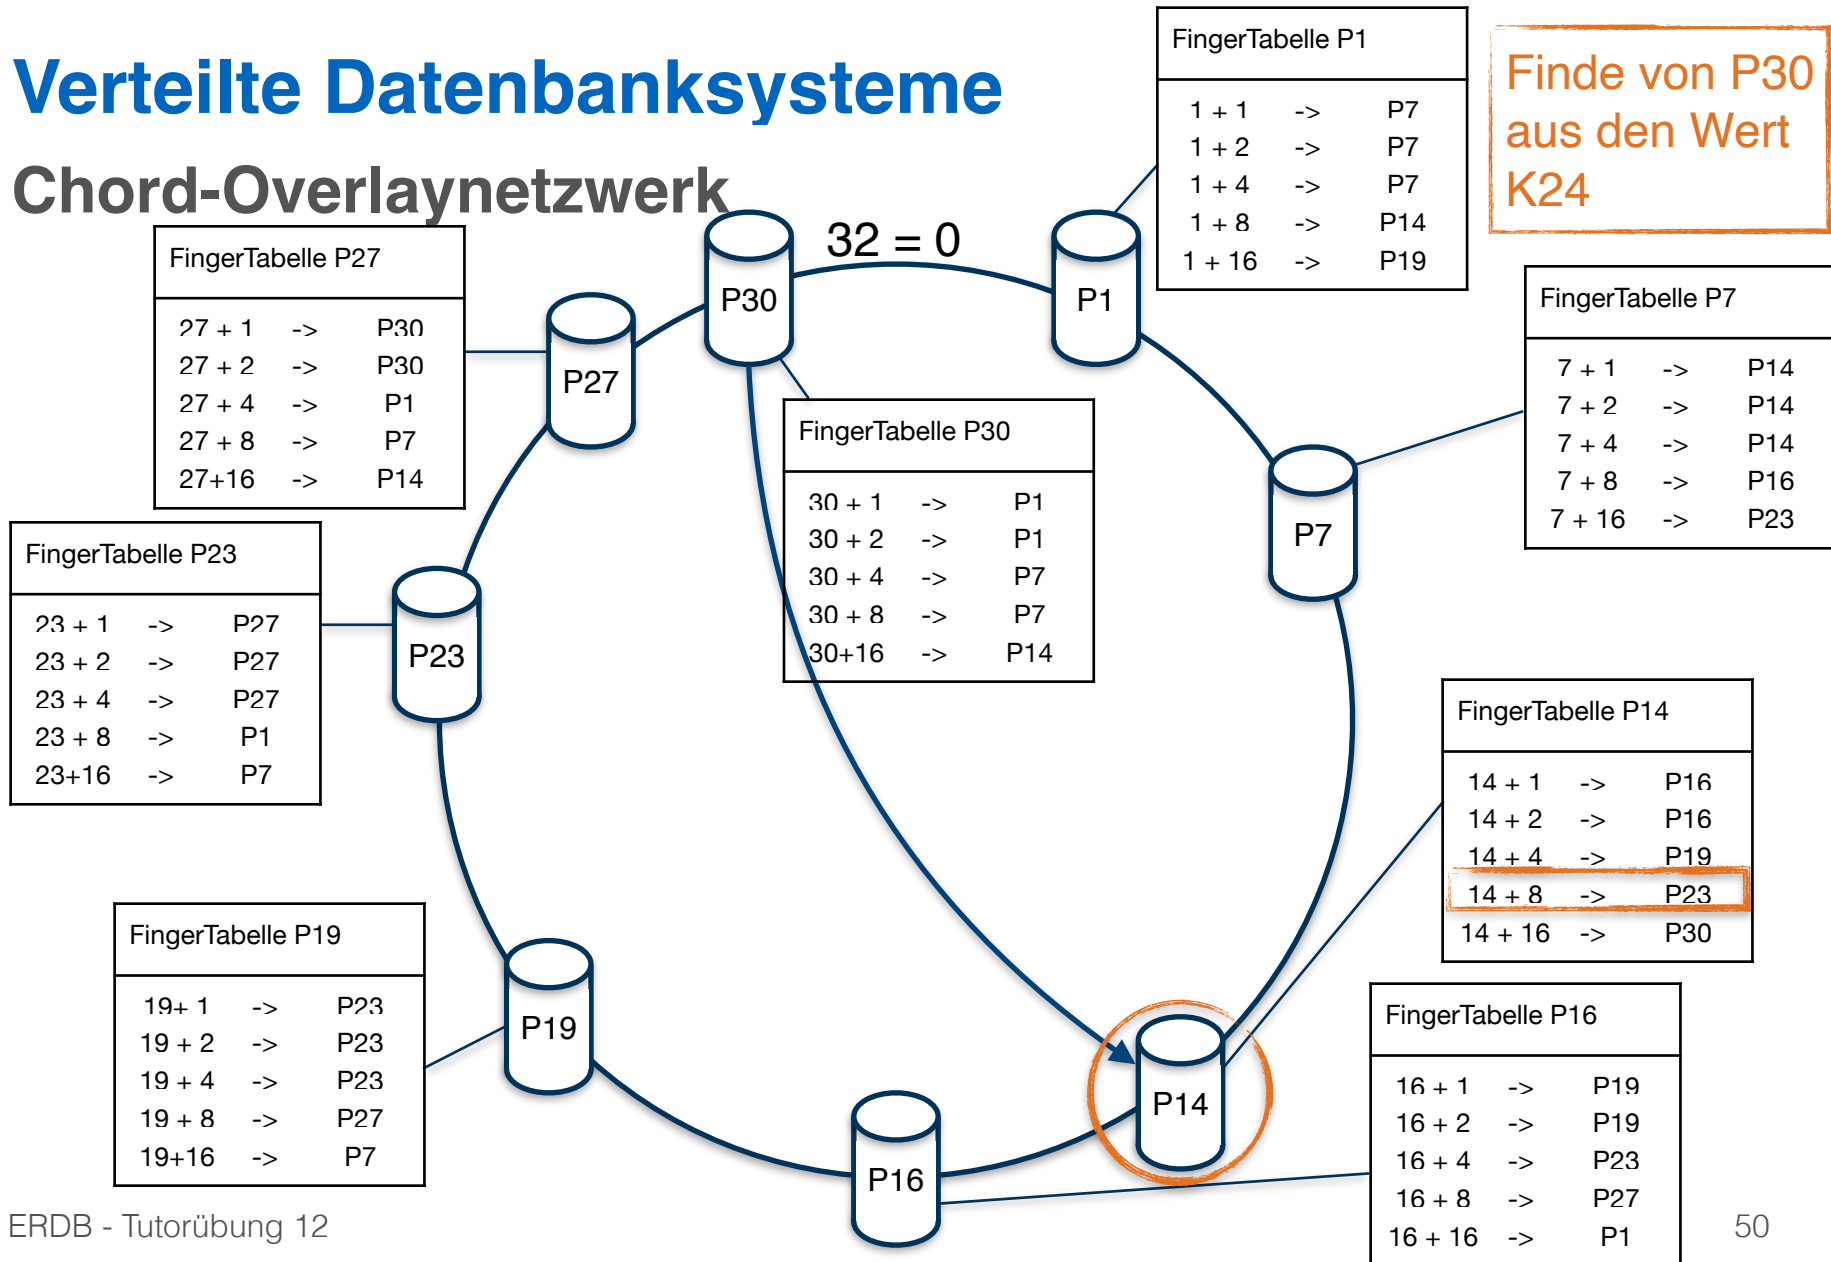 Verteilte Datenbanksysteme
Chord-Overlaynetzwerk
Finde von P30
aus den Wert
K24
32 = 0
FingerTabelle P1
1 + 1 -> P7
1 + 2 -> P7
1 + 4 -> P7
1 + 8 -> P14
1 + 16 -> P19
FingerTabelle P27
27 + 1 -> P30
27 + 2 -> P30
27 + 4 -> P1
27 + 8 -> P7
27+16 -> P14
P30
P1
P27
FingerTabelle P7
7 + 1 -> P14
7 + 2 -> P14
7 + 4 -> P14
7 + 8 -> P16
7 + 16 -> P23
FingerTabelle P30
30 + 1 -> P1
30 + 2 -> P1
30 + 4 -> P7
30 + 8 -> P7
30+16 -> P14
P7
FingerTabelle P23
23 + 1 -> P27
23 + 2 -> P27
23 + 4 -> P27
23 + 8 -> P1
23+16 -> P7
P23
FingerTabelle P14
14 + 1 -> P16
14 + 2 -> P16
14 + 4 -> P19
14 + 8 -> P23
14 + 16 -> P30
FingerTabelle P19
19+ 1 -> P23
19 + 2 -> P23
19 + 4 -> P23
19 + 8 -> P27
19+16 -> P7
P19
P14
P16
FingerTabelle P16
16 + 1 -> P19
16 + 2 -> P19
16 + 4 -> P23
16 + 8 -> P27
16 + 16 -> P1
ERDB - Tutorübung 12
50